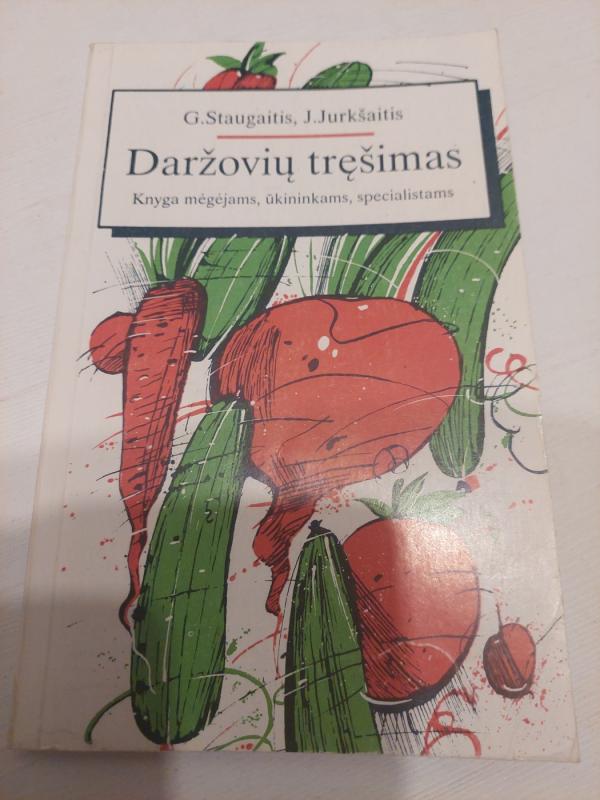 G.Staugaitis, J.Jurkšaitis
Daržovių tręšimas
Knyga mėgėjams, ūkininkams, specialistams